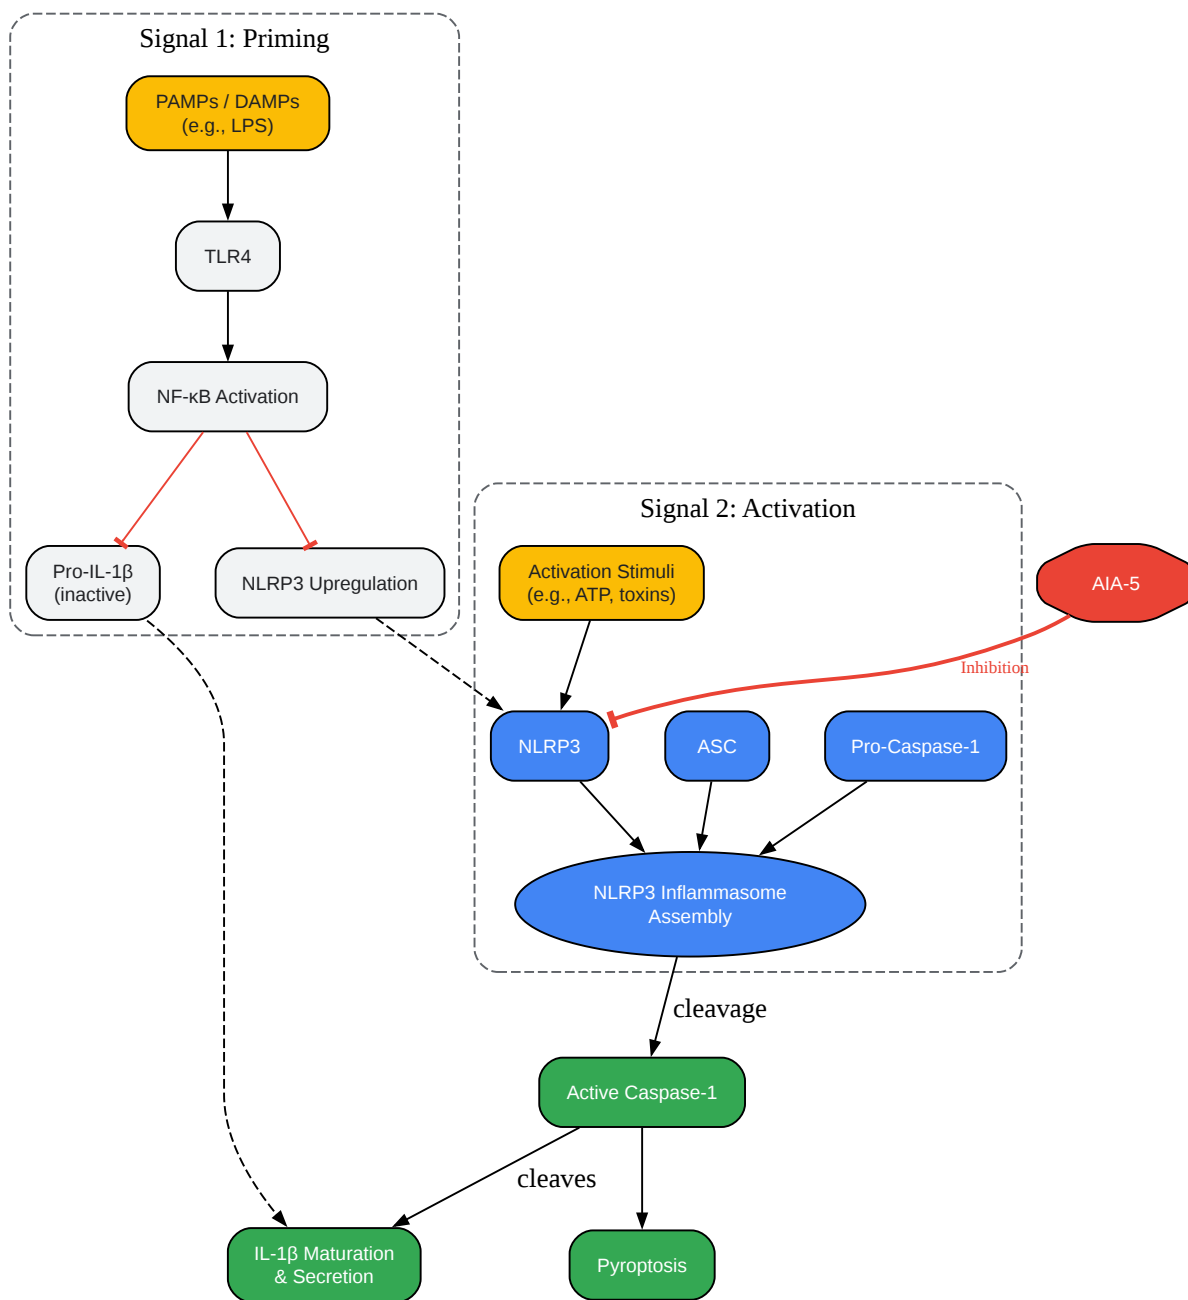 Signal 1: Priming
PAMPs / DAMPs
(e.g., LPS)
TLR4
NF-κB Activation
Pro-IL-1β
(inactive)
NLRP3 Upregulation
Signal 2: Activation
Activation Stimuli
(e.g., ATP, toxins)
AIA-5
Inhibition
NLRP3
ASC
Pro-Caspase-1
NLRP3 Inflammasome
Assembly
cleavage
Active Caspase-1
cleaves
IL-1β Maturation
& Secretion
Pyroptosis